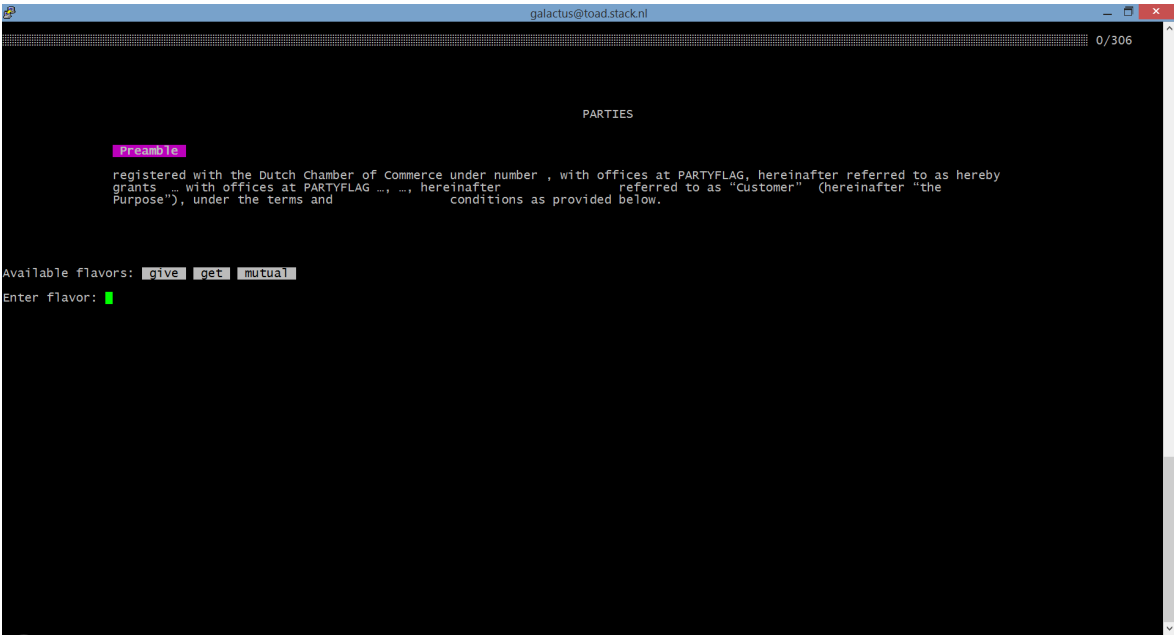 galactus@toad.stack.nl
0/306
PARTIES
Preamble
registered with the Dutch Chamber of Commerce under number , with offices at PARTYFLAG, hereinafter referred to as hereby
grants … with offices at PARTYFLAG …, …, hereinafter referred to as “Customer” (hereinafter “the
Purpose”), under the terms and conditions as provided below.
Available flavors: give get mutual
Enter flavor: